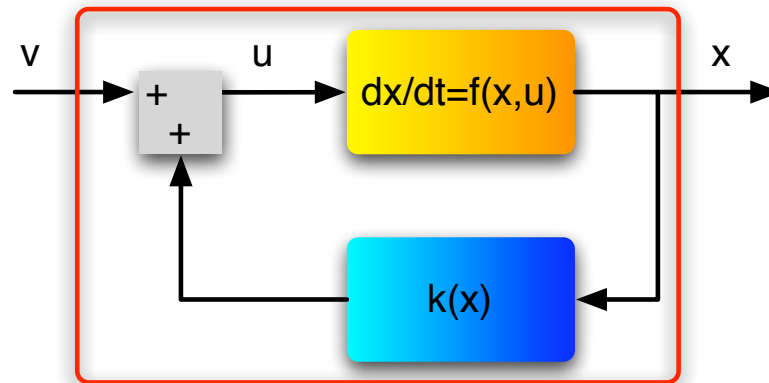 v
u
x
+
dx/dt=f(x,u)
+
k(x)